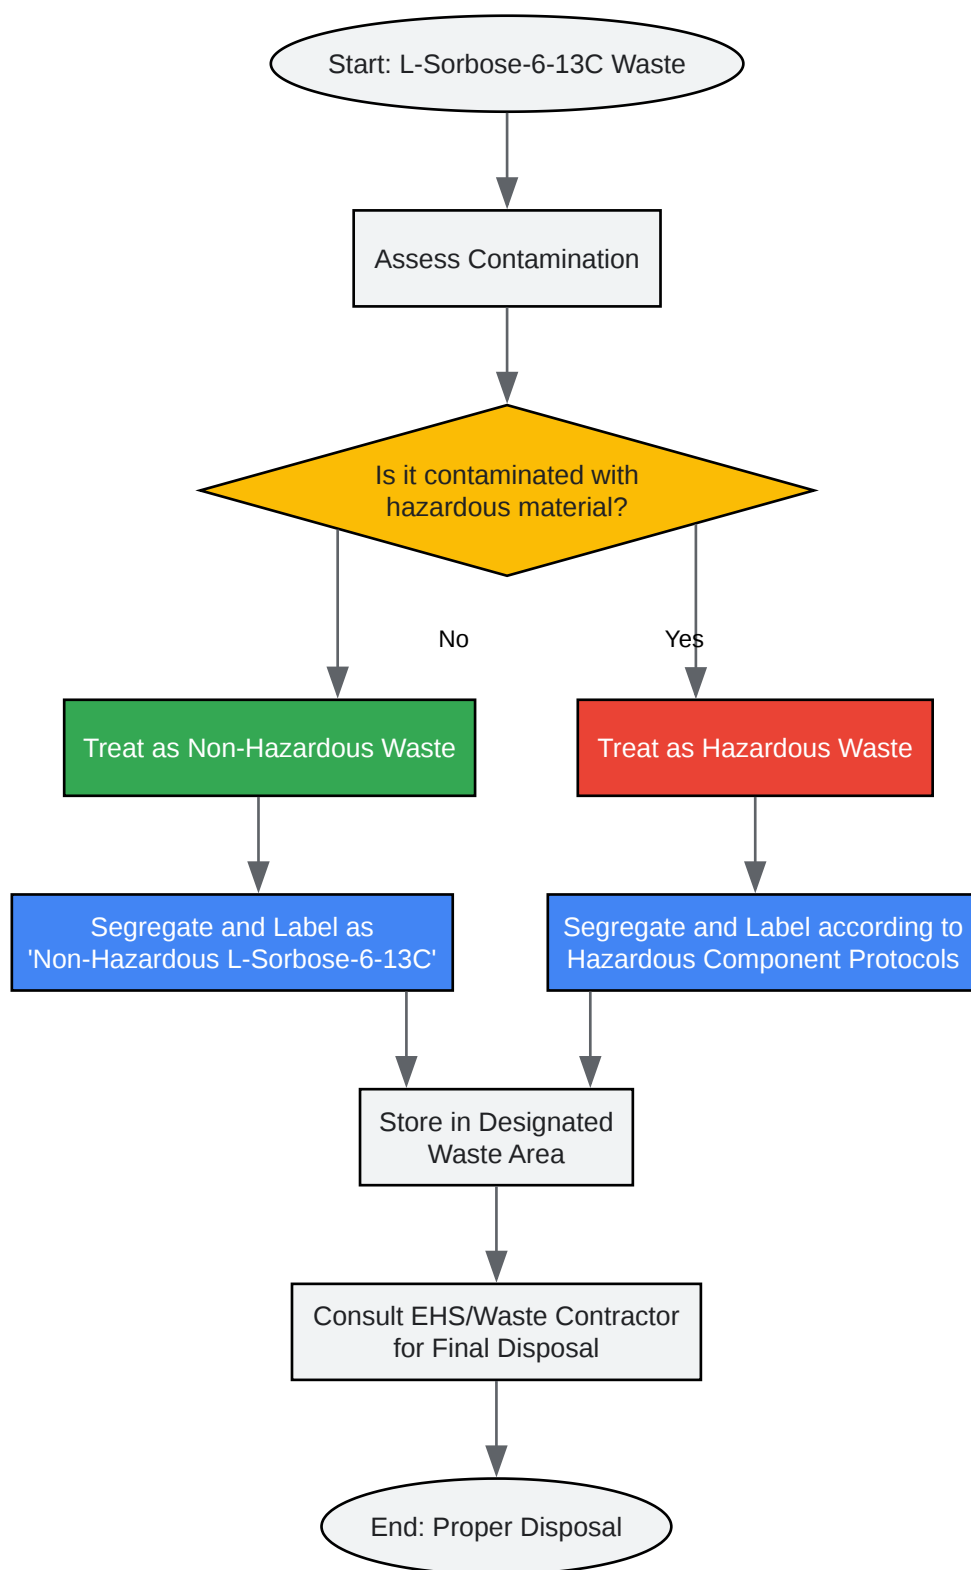 Start: L-Sorbose-6-13C Waste
Assess Contamination
Is it contaminated with
hazardous material?
No
Yes
Treat as Non-Hazardous Waste
Treat as Hazardous Waste
Segregate and Label as
'Non-Hazardous L-Sorbose-6-13C'
Segregate and Label according to
Hazardous Component Protocols
Store in Designated
Waste Area
Consult EHS/Waste Contractor
for Final Disposal
End: Proper Disposal